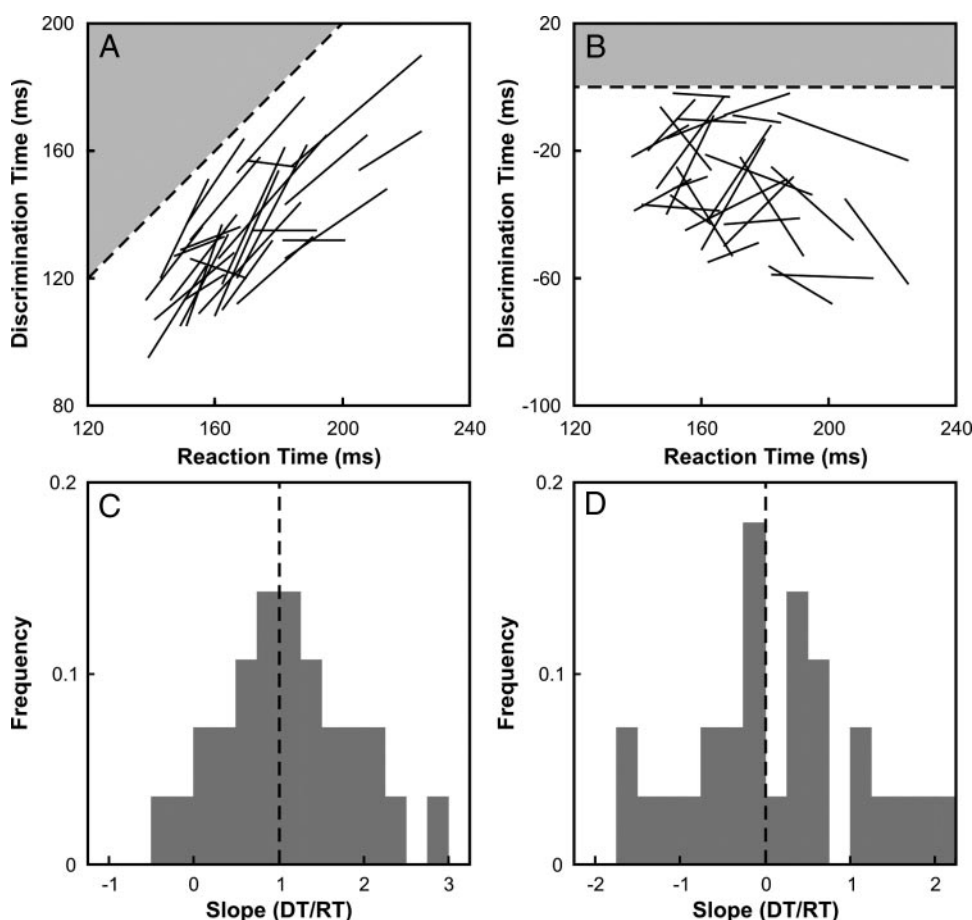 A
Discrimination Time (ms)
200
160
120
80
120 160 200 240
Reaction Time (ms)
B
Discrimination Time (ms)
20
-20
-60
-100
120 160 200 240
Reaction Time (ms)
C
Frequency
0.2
0.1
0
-1 0 1 2 3
Slope (DT/RT)
D
Frequency
0.2
0.1
0
-2 -1 0 1 2
Slope (DT/RT)